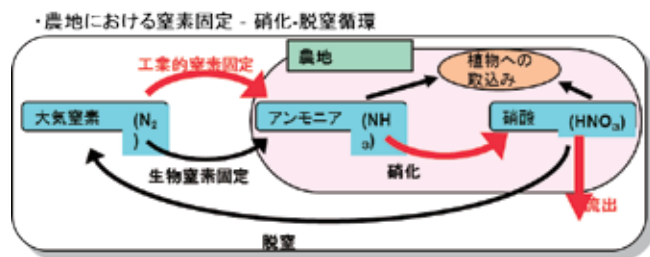 ・農地における窒素固定 - 硝化・脱窒循環
工業的窒素固定
農地
植物への
取込み
大気窒素
(N₂
)
アンモニア
(NH
₃)
硝酸
(HNO₃)
生物窒素固定
硝化
流出
脱窒